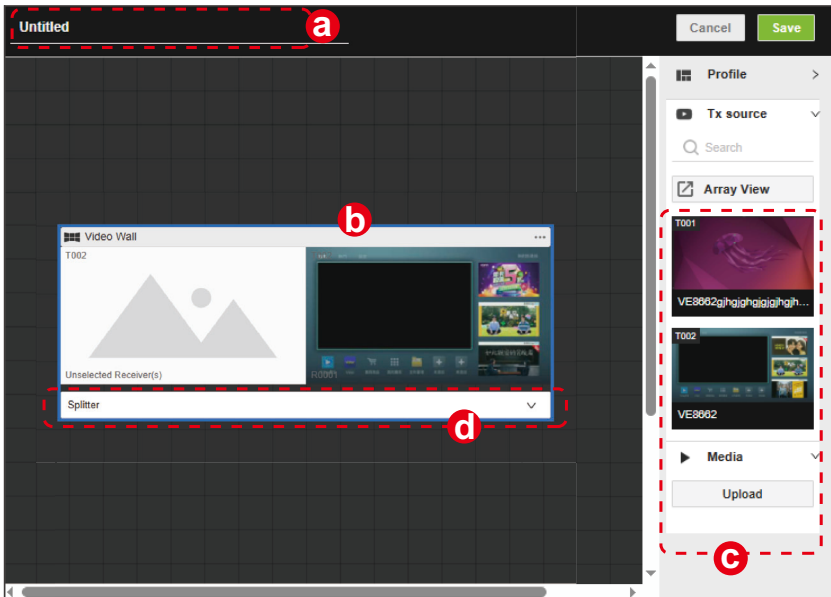 Untitled
a
Cancel
Save
Profile
Tx source
Search
Array View
b
Video Wall
T002
Unselected Receiver(s)
R0001
Splitter
d
T001
VE8662gjhgjghgjgjgjhgjh...
T002
VE8662
Media
Upload
c